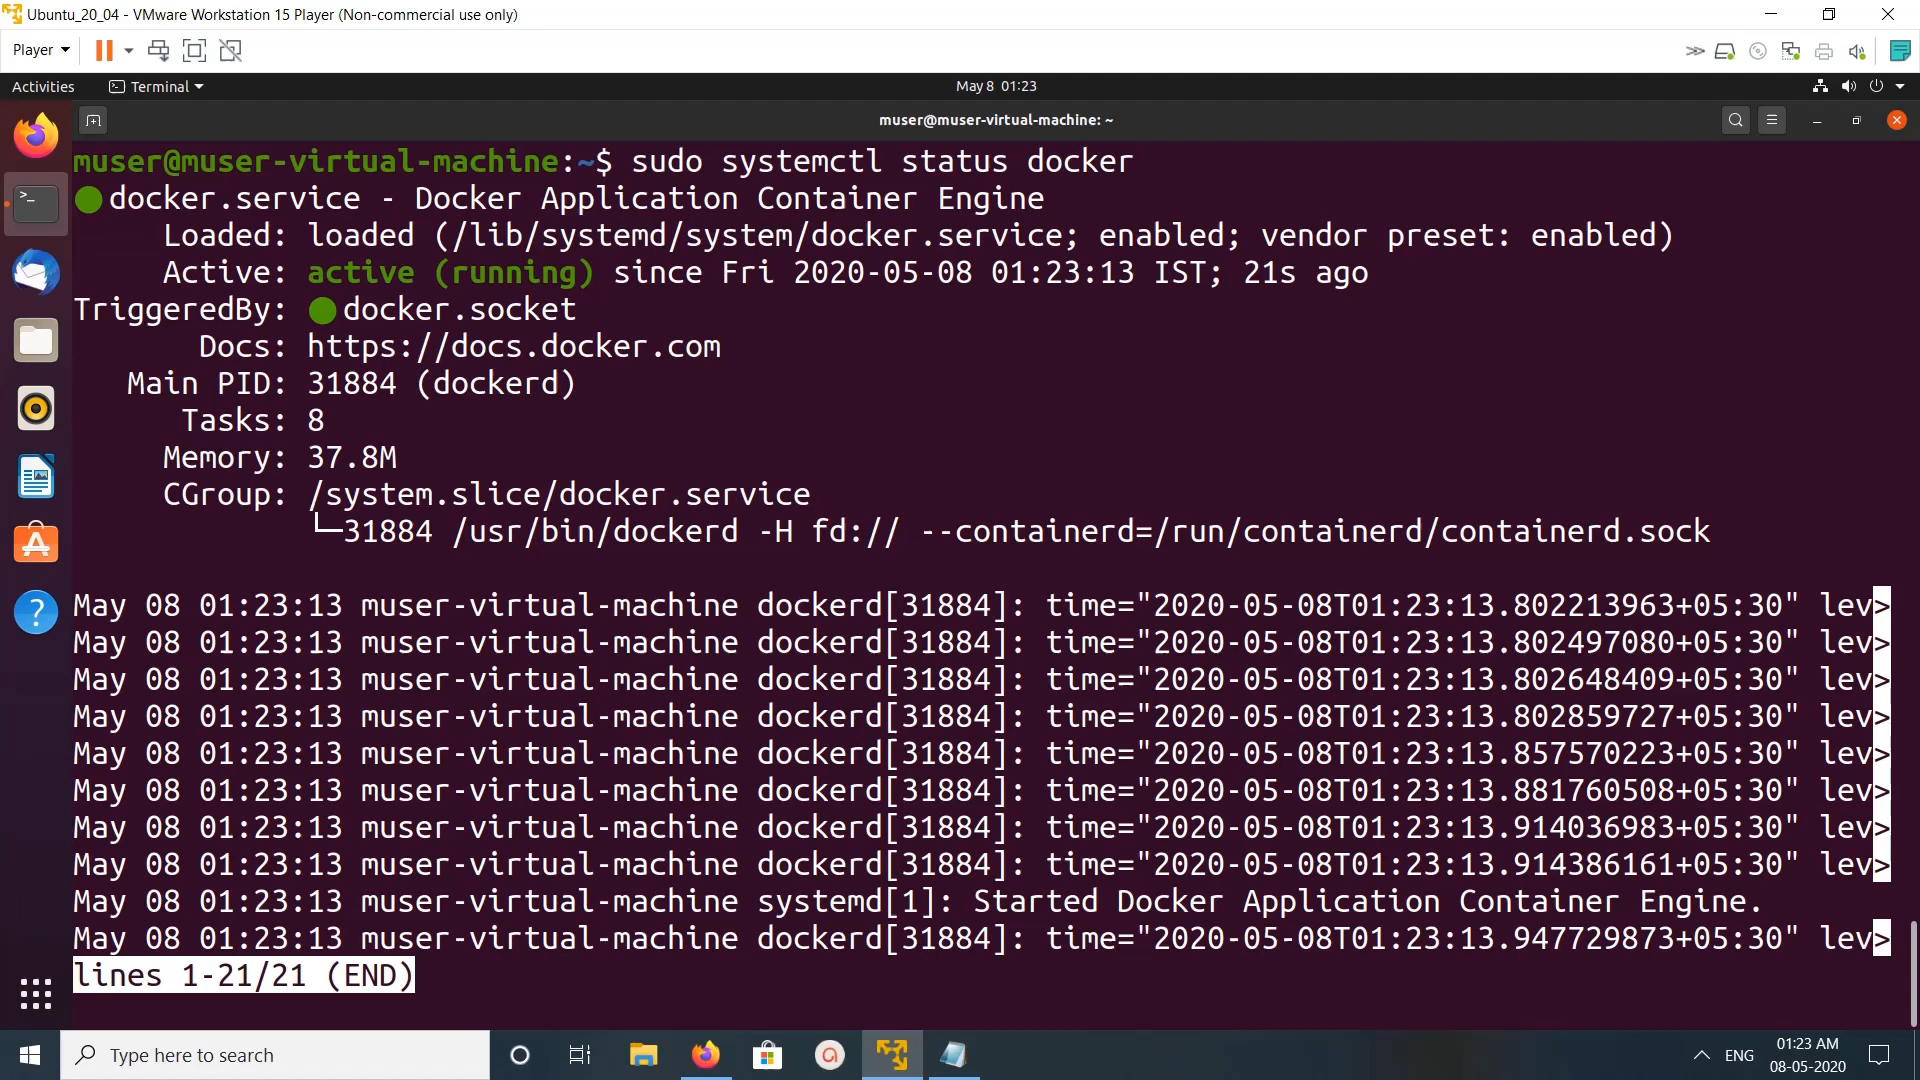 Ubuntu_20_04 - VMware Workstation 15 Player (Non-commercial use only)
Player
Activities
Terminal
May 8 01:23
muser@muser-virtual-machine: ~
muser@muser-virtual-machine:~$ sudo systemctl status docker
docker.service - Docker Application Container Engine
Loaded: loaded (/lib/systemd/system/docker.service; enabled; vendor preset: enabled)
Active: active (running) since Fri 2020-05-08 01:23:13 IST; 21s ago
TriggeredBy: docker.socket
Docs: https://docs.docker.com
Main PID: 31884 (dockerd)
Tasks: 8
Memory: 37.8M
CGroup: /system.slice/docker.service
└─31884 /usr/bin/dockerd -H fd:// --containerd=/run/containerd/containerd.sock
May 08 01:23:13 muser-virtual-machine dockerd[31884]: time="2020-05-08T01:23:13.802213963+05:30" lev>
May 08 01:23:13 muser-virtual-machine dockerd[31884]: time="2020-05-08T01:23:13.802497080+05:30" lev>
May 08 01:23:13 muser-virtual-machine dockerd[31884]: time="2020-05-08T01:23:13.802648409+05:30" lev>
May 08 01:23:13 muser-virtual-machine dockerd[31884]: time="2020-05-08T01:23:13.802859727+05:30" lev>
May 08 01:23:13 muser-virtual-machine dockerd[31884]: time="2020-05-08T01:23:13.857570223+05:30" lev>
May 08 01:23:13 muser-virtual-machine dockerd[31884]: time="2020-05-08T01:23:13.881760508+05:30" lev>
May 08 01:23:13 muser-virtual-machine dockerd[31884]: time="2020-05-08T01:23:13.914036983+05:30" lev>
May 08 01:23:13 muser-virtual-machine dockerd[31884]: time="2020-05-08T01:23:13.914386161+05:30" lev>
May 08 01:23:13 muser-virtual-machine systemd[1]: Started Docker Application Container Engine.
May 08 01:23:13 muser-virtual-machine dockerd[31884]: time="2020-05-08T01:23:13.947729873+05:30" lev>
lines 1-21/21 (END)
Type here to search
ENG
01:23 AM
08-05-2020